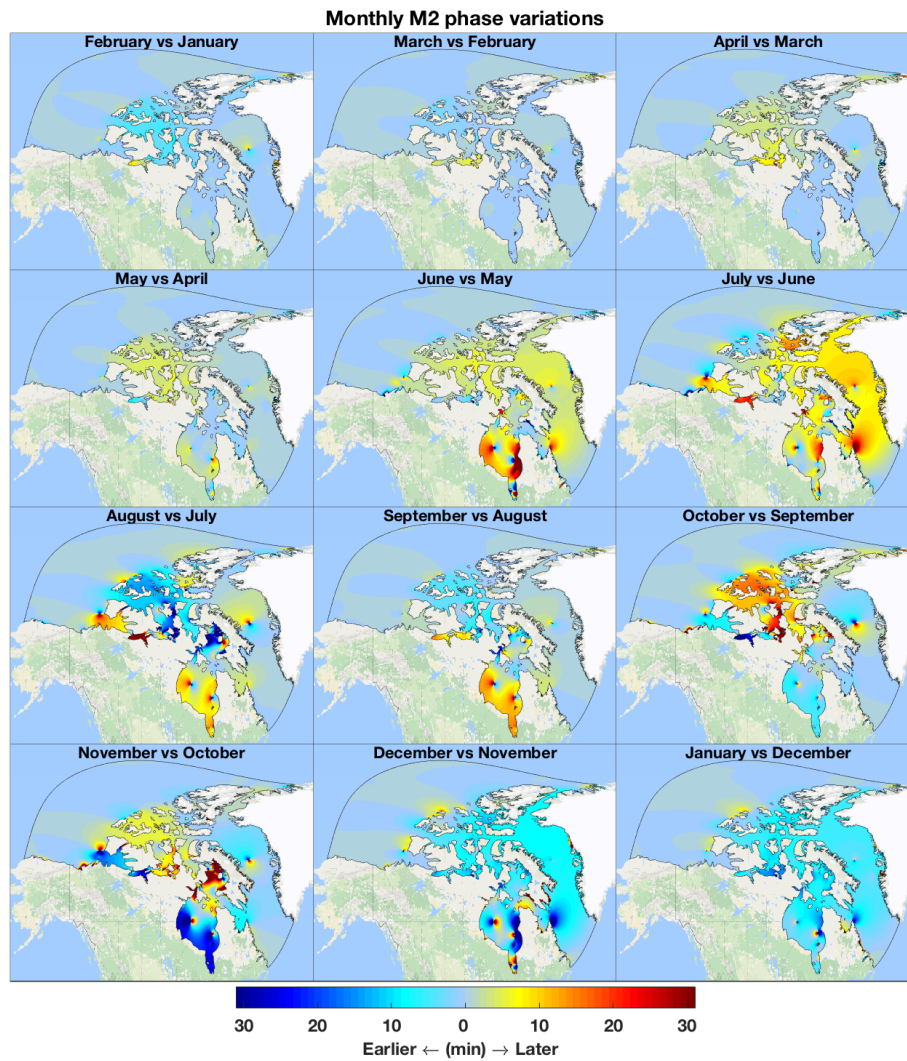 Monthly M2 phase variations
February vs January
March vs February
April vs March
May vs April
June vs May
July vs June
August vs July
September vs August
October vs September
November vs October
December vs November
January vs December
30 20 10 0 10 20 30
Earlier ← (min) → Later